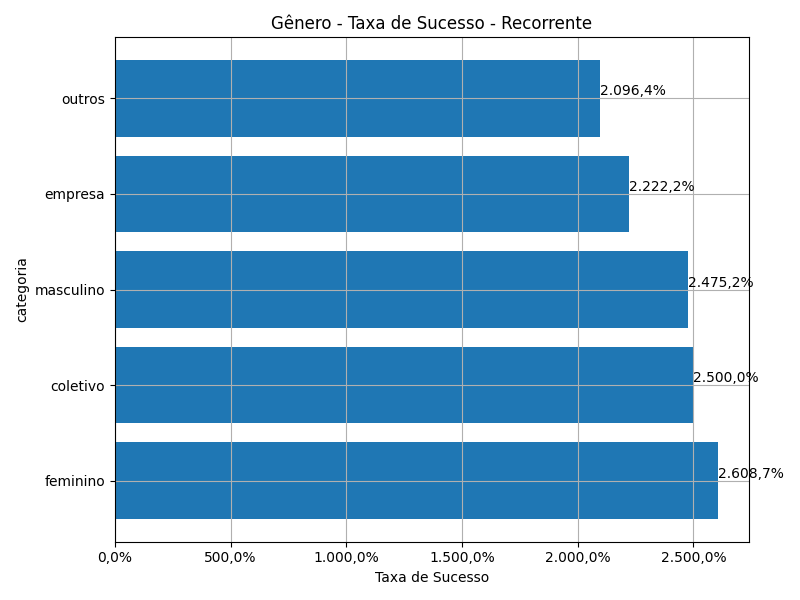 Gênero - Taxa de Sucesso - Recorrente
outros
2.096,4%
empresa
2.222,2%
masculino
2.475,2%
coletivo
2.500,0%
feminino
2.608,7%
categoria
0,0%
500,0%
1.000,0%
1.500,0%
2.000,0%
2.500,0%
Taxa de Sucesso